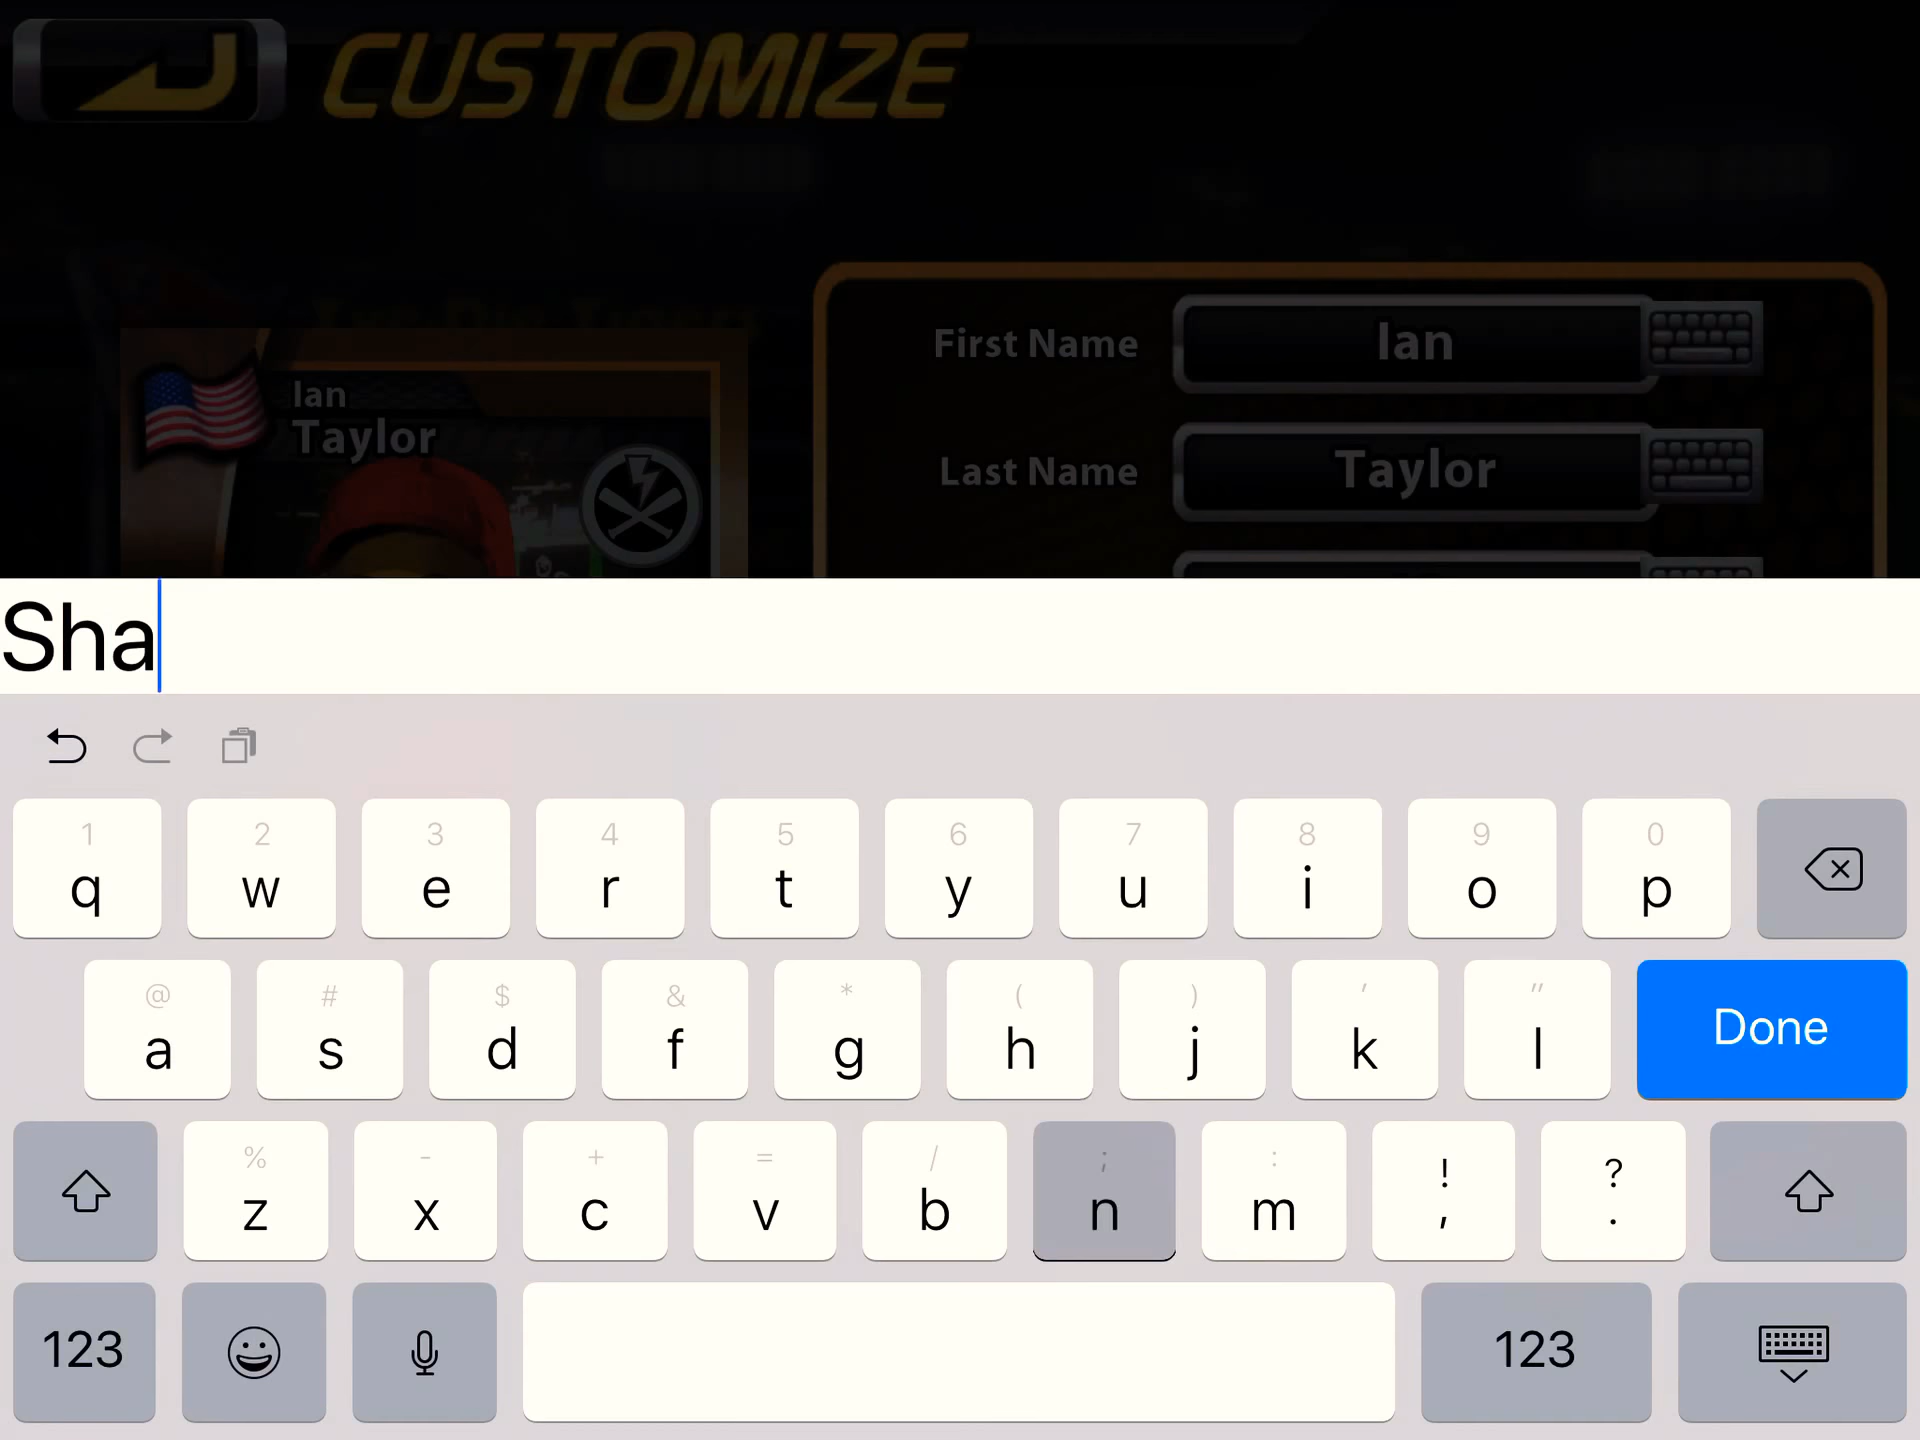 CUSTOMIZE
First Name
Ian
Ian
Taylor
Last Name
Taylor
Sha
1 2 3 4 5 6 7 8 9 0
q w e r t y u i o p
@ # $ & * ( ) ' "
a s d f g h j k l Done
% - + = / ; : ! ?
z x c v b n m , .
123 123